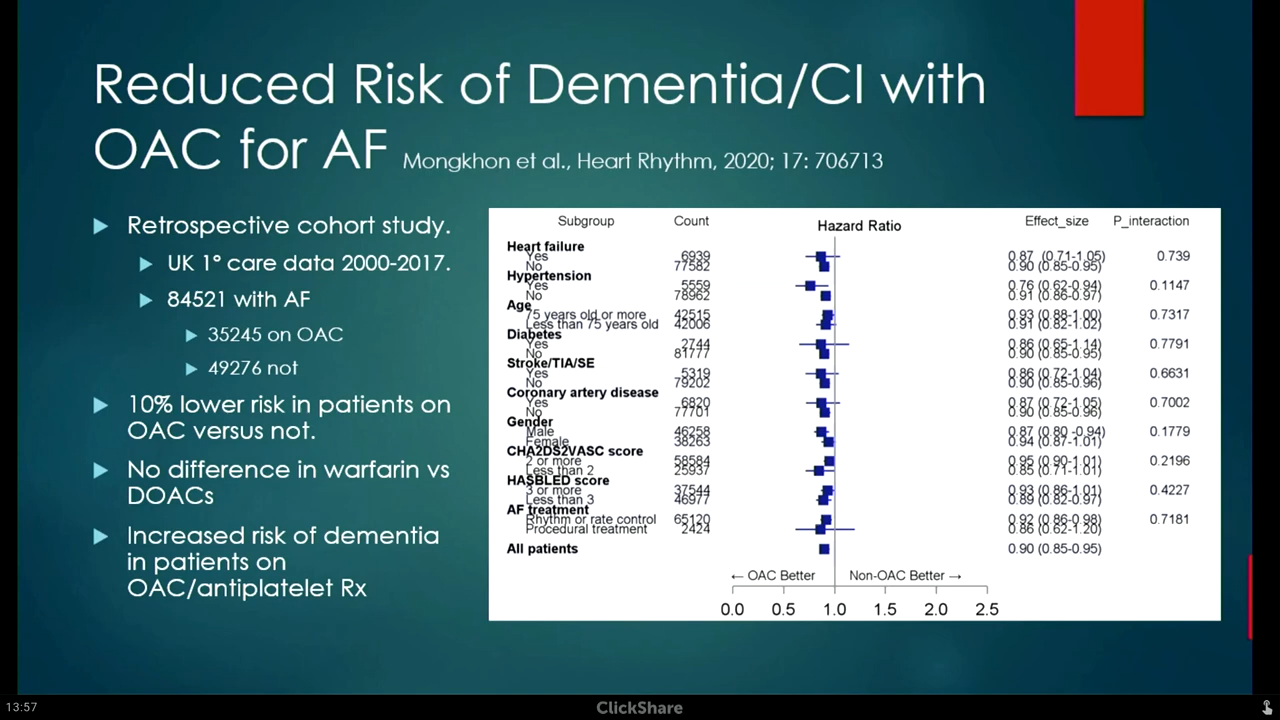 Reduced Risk of Dementia/CI with
OAC for AF Mongkhon et al., Heart Rhythm, 2020; 17: 706713
Retrospective cohort study.
UK 1° care data 2000-2017.
84521 with AF
35245 on OAC
49276 not
10% lower risk in patients on
OAC versus not.
No difference in warfarin vs
DOACs
Increased risk of dementia
in patients on
OAC/antiplatelet Rx
Subgroup Count Hazard Ratio Effect_size P_interaction
Heart failure
Yes 6939 0.87 (0.71-1.05) 0.739
No 77582 0.90 (0.85-0.95)
Hypertension
Yes 5559 0.76 (0.62-0.94) 0.1147
No 78962 0.91 (0.86-0.97)
Age
75 years old or more 42515 0.93 (0.88-1.00) 0.7317
Less than 75 years old 42006 0.91 (0.82-1.02)
Diabetes
Yes 2744 0.86 (0.65-1.14) 0.7791
No 81777 0.90 (0.85-0.95)
Stroke/TIA/SE
Yes 5319 0.86 (0.72-1.04) 0.6631
No 79202 0.90 (0.85-0.96)
Coronary artery disease
Yes 6820 0.87 (0.72-1.05) 0.7002
No 77701 0.90 (0.85-0.96)
Gender
Male 46258 0.87 (0.80 -0.94) 0.1779
Female 38263 0.94 (0.87-1.01)
CHA2DS2VASC score
2 or more 58584 0.95 (0.90-1.01) 0.2196
Less than 2 25937 0.85 (0.71-1.01)
HASBLED score
3 or more 37544 0.93 (0.86-1.01) 0.4227
Less than 3 46977 0.89 (0.82-0.97)
AF treatment
Rhythm or rate control 65120 0.92 (0.86-0.98) 0.7181
Procedural treatment 2424 0.86 (0.62-1.20)
All patients 0.90 (0.85-0.95)
← OAC Better Non-OAC Better →
0.0 0.5 1.0 1.5 2.0 2.5
13:57 ClickShare